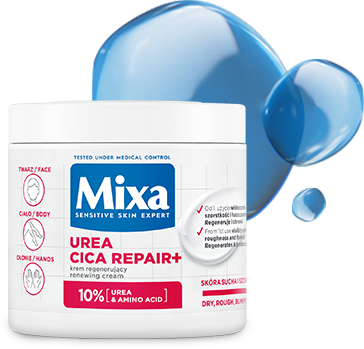 TESTED UNDER MEDICAL CONTROL
Mixa
SENSITIVE SKIN EXPERT
TWARZ / FACE
CIAŁO / BODY
DŁONIE / HANDS
UREA
CICA REPAIR+
krem regenerujący
renewing cream
10% [UREA
& AMINO ACID]
Od 1. użycia
szorstkość i
Regeneruje i
From 1st use
roughness and
Regenerates &
SKÓRA SUCHA
DRY, ROUGH,